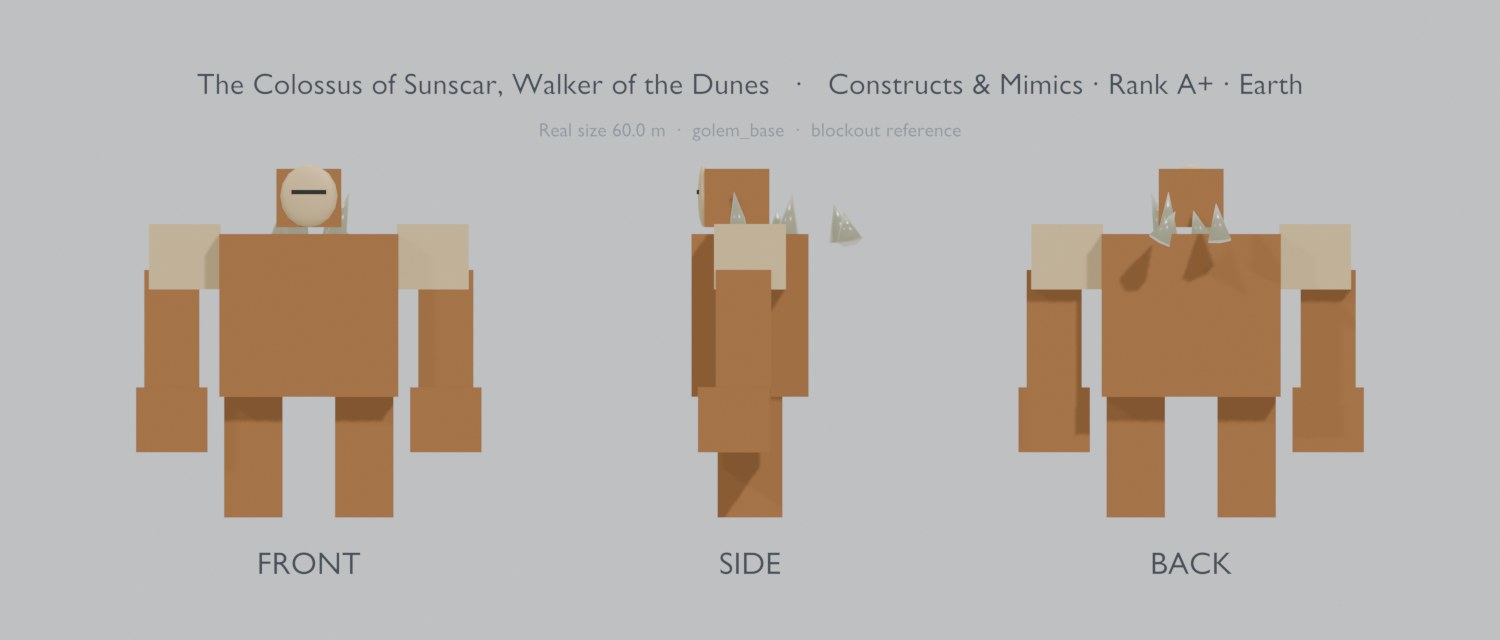 The Colossus of Sunscar, Walker of the Dunes · Constructs & Mimics · Rank A+ · Earth
Real size 60.0 m · golem_base · blockout reference
FRONT SIDE BACK